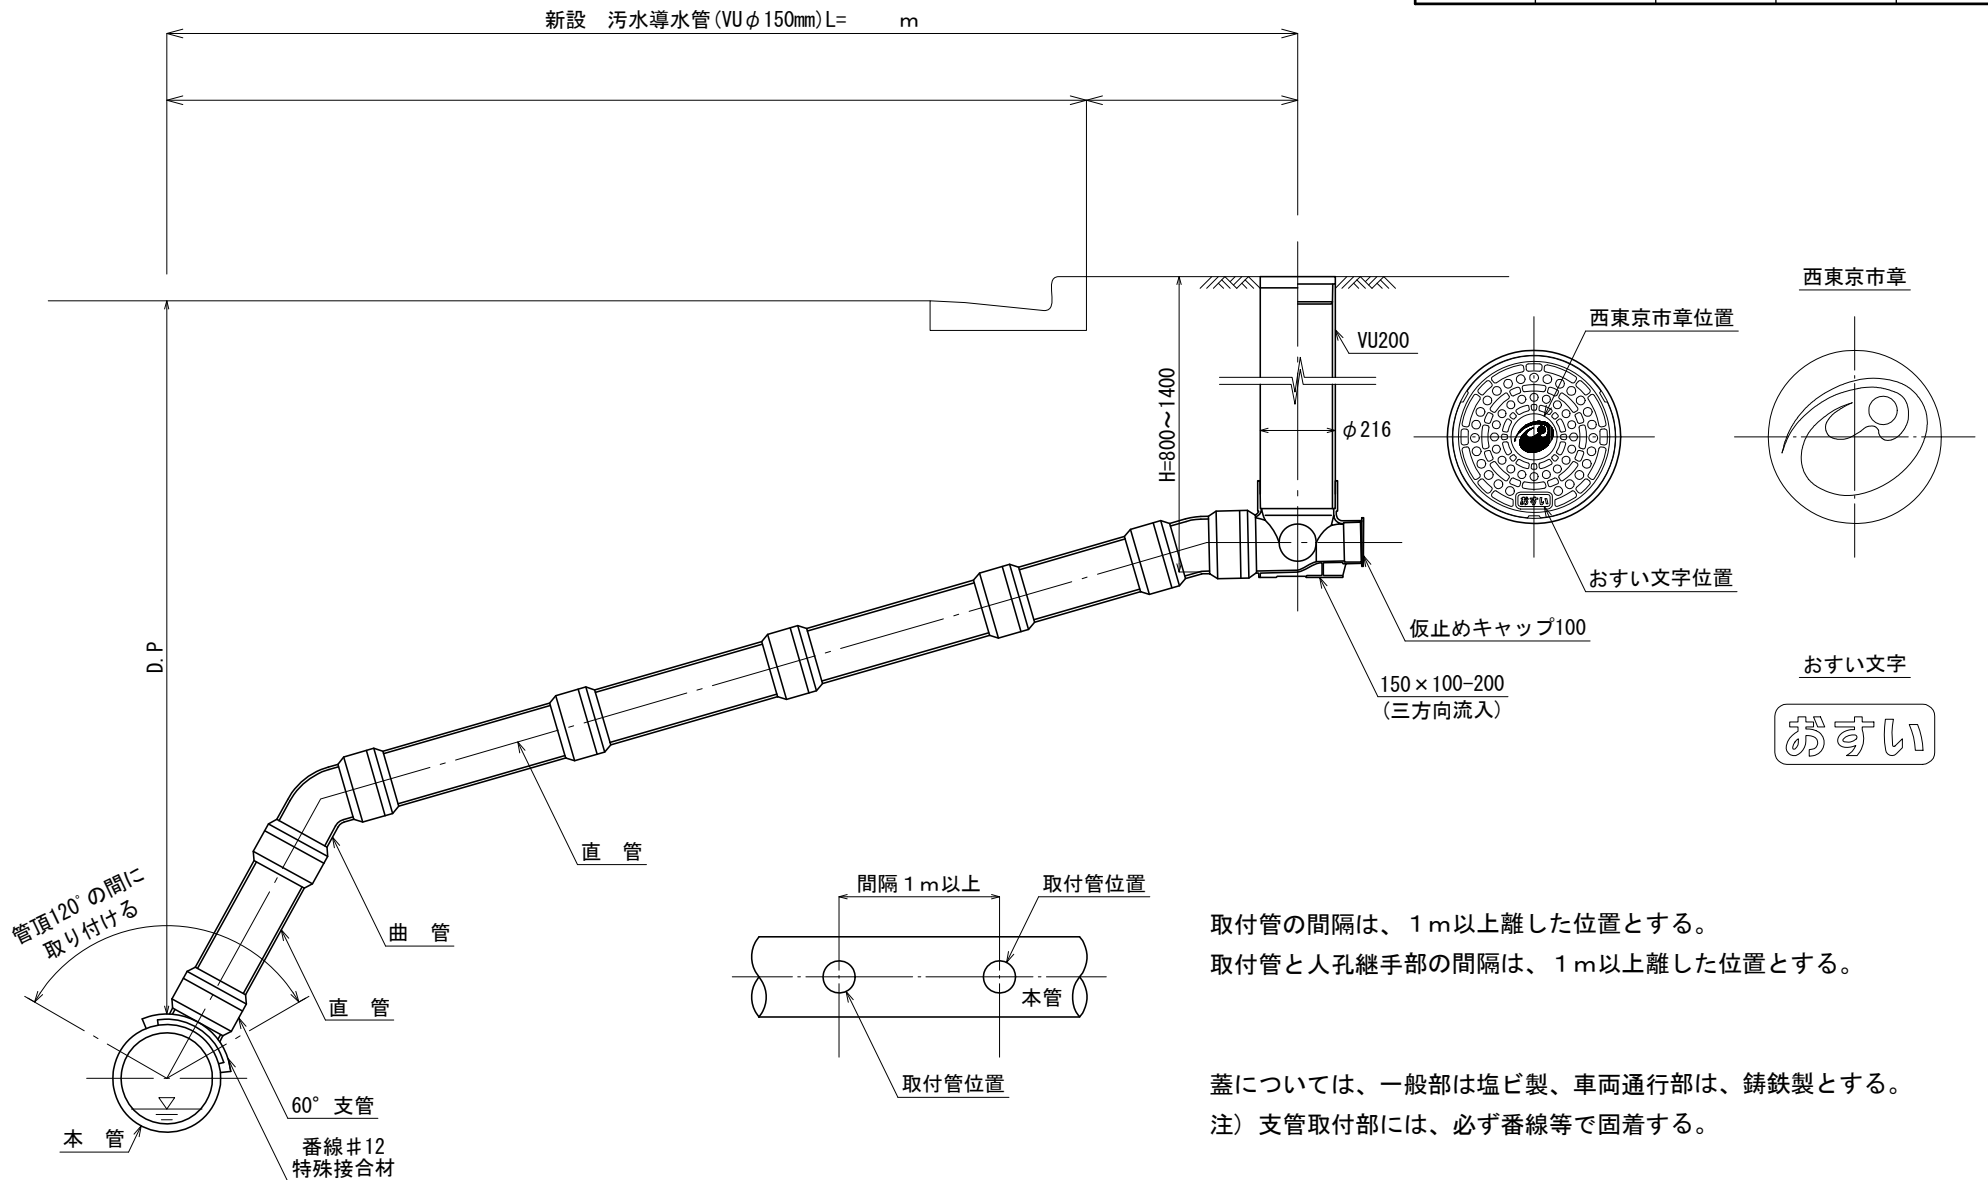 新設　汚水導水管(VUφ150mm)L=　　m
西東京市章
西東京市章位置
VU200
H=800～1400
φ216
おすい
おすい文字位置
仮止めキャップ100
D.P
おすい文字
150×100-200
(三方向流入)
おすい
直　管
管頂120°の間に
取り付ける
間隔１ｍ以上
取付管位置
曲　管
取付管の間隔は、１ｍ以上離した位置とする。
取付管と人孔継手部の間隔は、１ｍ以上離した位置とする。
本管
直　管
取付管位置
蓋については、一般部は塩ビ製、車両通行部は、鋳鉄製とする。
60°支管
注）支管取付部には、必ず番線等で固着する。
本　管
番線＃12
特殊接合材